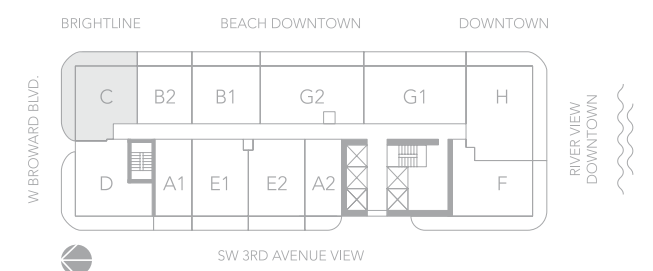 BRIGHTLINE BEACH DOWNTOWN DOWNTOWN
W BROWARD BLVD.
C B2 B1 G2 G1 H
RIVER VIEW
DOWNTOWN
D A1 E1 E2 A2 F
SW 3RD AVENUE VIEW